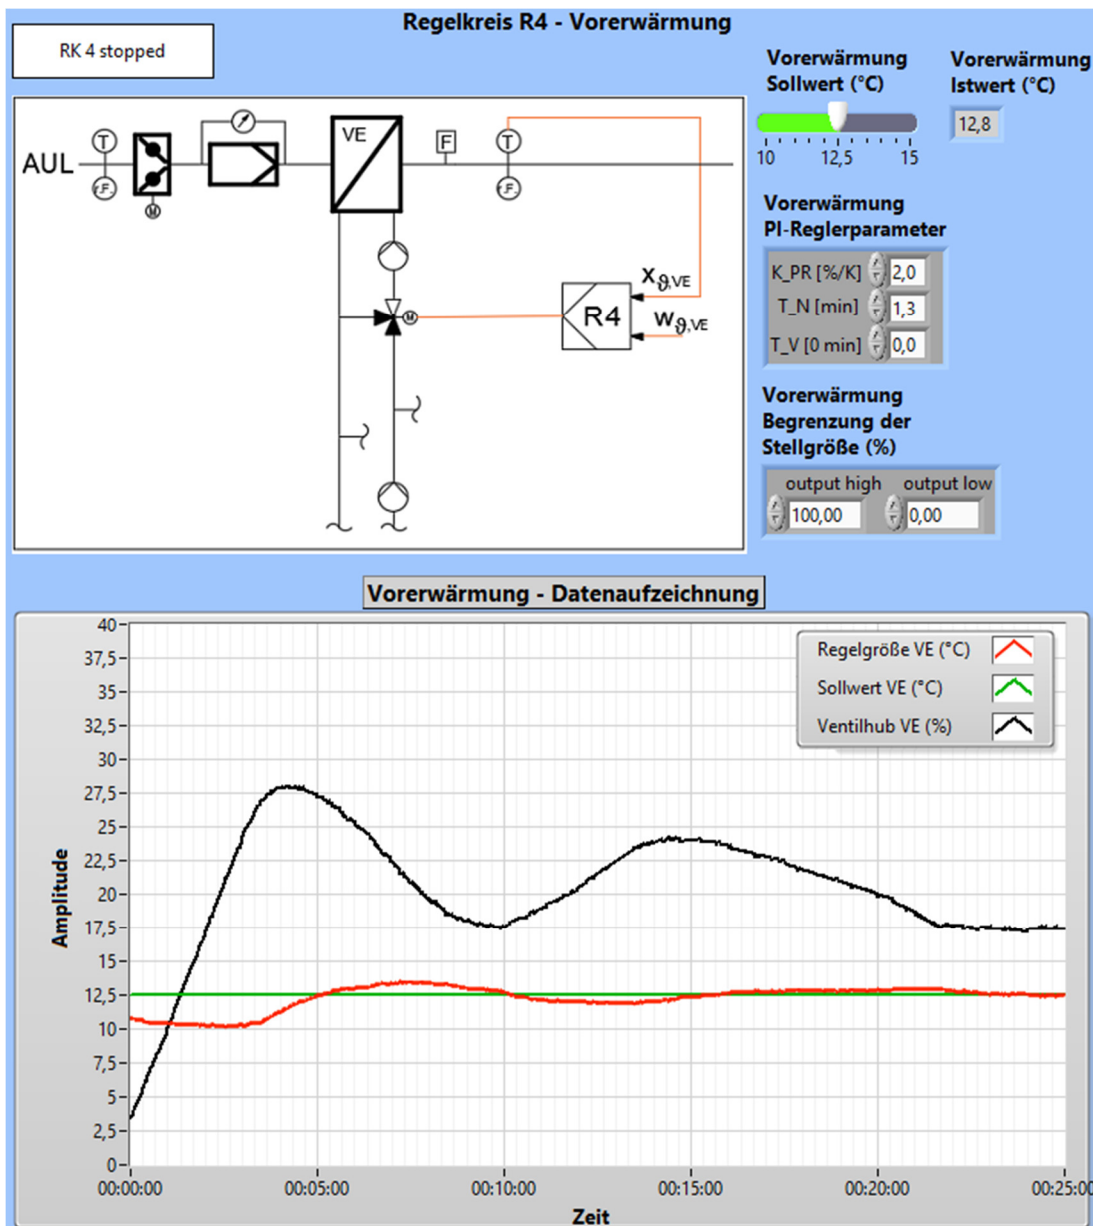 Regelkreis R4 - Vorerwärmung
RK 4 stopped
Vorerwärmung
Sollwert (°C)
10 12,5 15
Vorerwärmung
Istwert (°C)
12,8
AUL
T
r.F.
M
VE
F
T
r.F.
M
X ϑ,VE
R4
W ϑ,VE
Vorerwärmung
PI-Reglerparameter
K_PR [%/K] 2,0
T_N [min] 1,3
T_V [0 min] 0,0
Vorerwärmung
Begrenzung der
Stellgröße (%)
output high output low
100,00 0,00
Vorerwärmung - Datenaufzeichnung
Regelgröße VE (°C)
Sollwert VE (°C)
Ventilhub VE (%)
Amplitude
40
37,5
35
32,5
30
27,5
25
22,5
20
17,5
15
12,5
10
7,5
5
2,5
0
00:00:00 00:05:00 00:10:00 00:15:00 00:20:00 00:25:00
Zeit